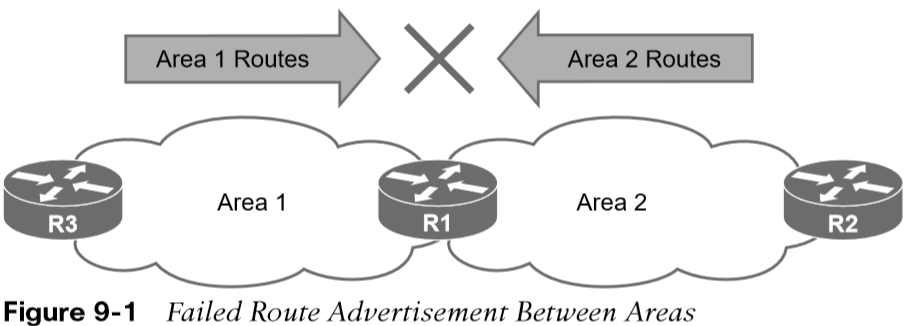 Area 1 Routes
Area 2 Routes
Area 1
Area 2
R3
R1
R2
Figure 9-1 Failed Route Advertisement Between Areas